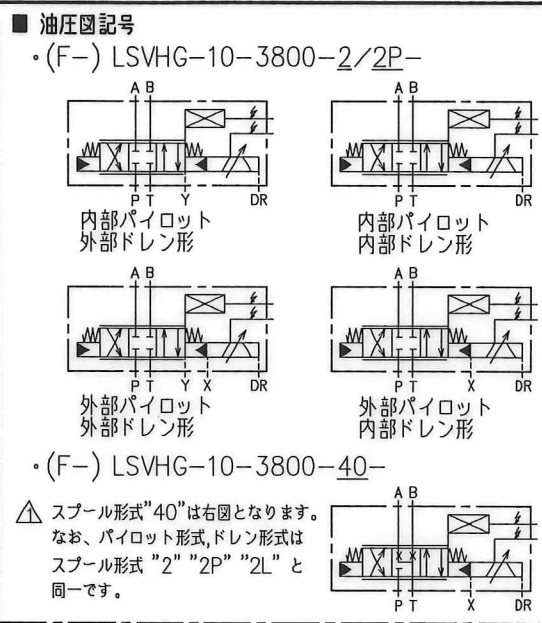 ■ 油圧図記号
・(F-) LSVHG-10-3800-2/2P-
A B
A B
P T Y DR
P T DR
内部パイロット
外部ドレン形
内部パイロット
内部ドレン形
A B
A B
P T Y X DR
P T X DR
外部パイロット
外部ドレン形
外部パイロット
内部ドレン形
・(F-) LSVHG-10-3800-40-
1 スプール形式"40"は右図となります。
なお、パイロット形式,ドレン形式は
スプール形式 "2" "2P" "2L" と
同一です。
A B
P T X DR